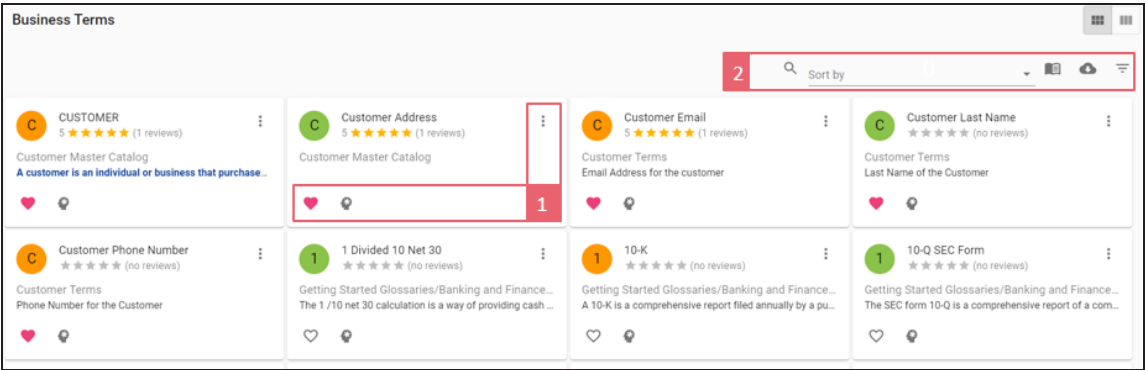 Business Terms
2
Sort by
C
CUSTOMER
5 (1 reviews)
Customer Master Catalog
A customer is an individual or business that purchase...
C
Customer Address
5 (1 reviews)
Customer Master Catalog
1
C
Customer Email
5 (1 reviews)
Customer Terms
Email Address for the customer
C
Customer Last Name
(no reviews)
Customer Terms
Last Name of the Customer
C
Customer Phone Number
(no reviews)
Customer Terms
Phone Number for the Customer
1
1 Divided 10 Net 30
(no reviews)
Getting Started Glossaries/Banking and Finance...
The 1 /10 net 30 calculation is a way of providing cash ...
1
10-K
(no reviews)
Getting Started Glossaries/Banking and Finance...
A 10-K is a comprehensive report filed annually by a pu...
1
10-Q SEC Form
(no reviews)
Getting Started Glossaries/Banking and Finance...
The SEC form 10-Q is a comprehensive report of a com...